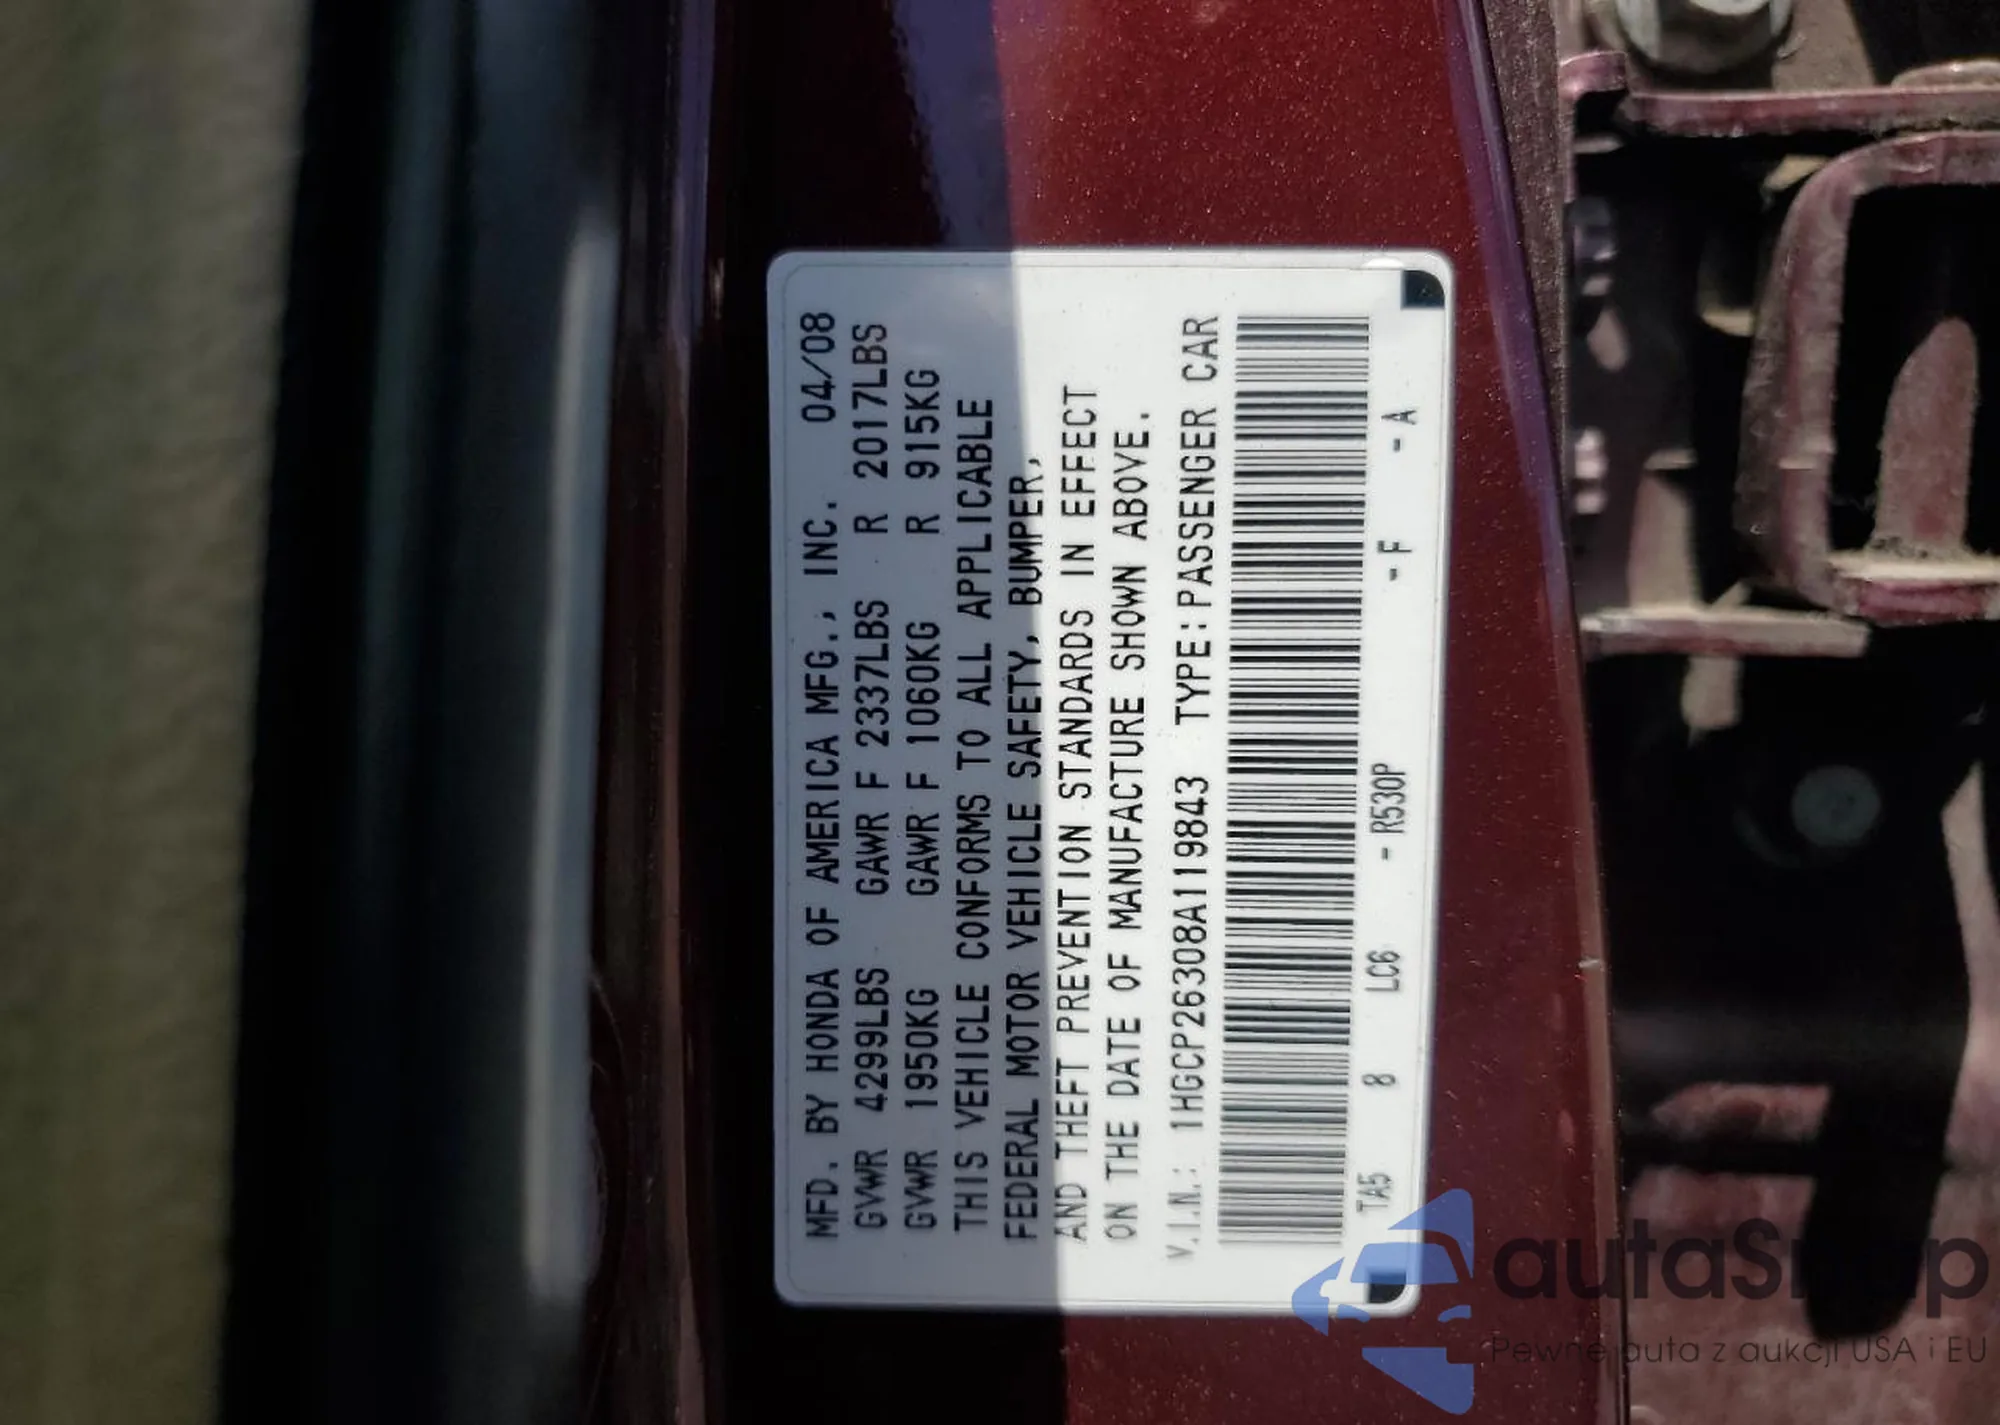 MFD. BY HONDA OF AMERICA MFG., INC. 04/08
GVWR 4299LBS GAWR F 2337LBS R 2017LBS
GVWR 1950KG GAWR F 1060KG R 915KG
THIS VEHICLE CONFORMS TO ALL APPLICABLE
FEDERAL MOTOR VEHICLE SAFETY, BUMPER,
AND THEFT PREVENTION STANDARDS IN EFFECT
ON THE DATE OF MANUFACTURE SHOWN ABOVE.
V.I.N.: 1HGCP26308A119843 TYPE:PASSENGER CAR
TA5 8 LC6 -R530P -F -A
autaSnap
Pewne auta z aukcji USA i EU